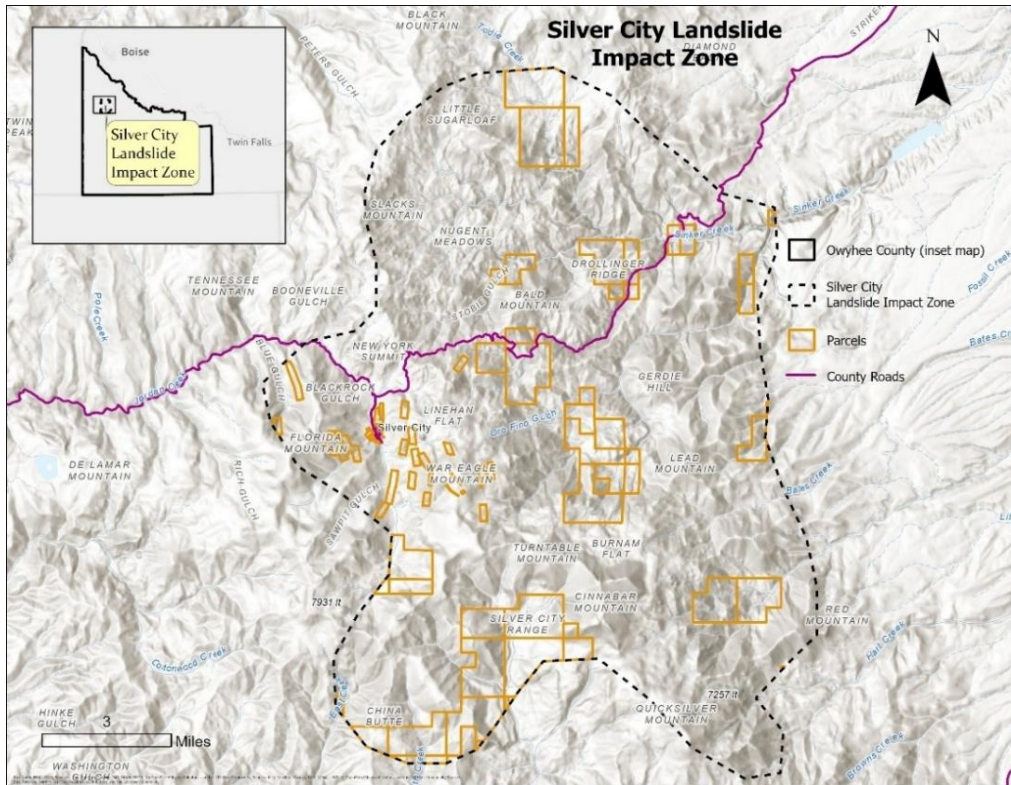 Silver City Landslide
Impact Zone
N
Boise
Twin Falls
Silver City
Landslide
Impact Zone
BLACK
MOUNTAIN
PETERS GULCH
DIAMOND
STRIKER
TWIN
PEAK
LITTLE
SUGARLOAF
SLACKS
MOUNTAIN
NUGENT
MEADOWS
Sinker Creek
Sinker Creek
DROLLINGER
RIDGE
TENNESSEE
MOUNTAIN
BOONEVILLE
GULCH
BALD
MOUNTAIN
Pole Creek
Fossil Creek
Owyhee County (inset map)
Silver City
Landslide Impact Zone
Parcels
County Roads
Bates C
NEW YORK
SUMMIT
BLUE GULCH
BLACKROCK
GULCH
GERDIE
HILL
Jordan Creek
LINEHAN
FLAT
Silver City
Oro Fino Gulch
FLORIDA
MOUNTAIN
DE LAMAR
MOUNTAIN
RICH GULCH
WAR EAGLE
MOUNTAIN
LEAD
MOUNTAIN
Bates Creek
SAWPIT GULCH
TURNTABLE
MOUNTAIN
BURNAM
FLAT
7931 ft
CINNABAR
MOUNTAIN
SILVER CITY
RANGE
RED
MOUNTAIN
Hart Creek
Cottonwood Creek
7257 ft
QUICKSILVER
MOUNTAIN
CHINA
BUTTE
HINKE
GULCH
3
Miles
WASHINGTON
GULCH
Browns Creek